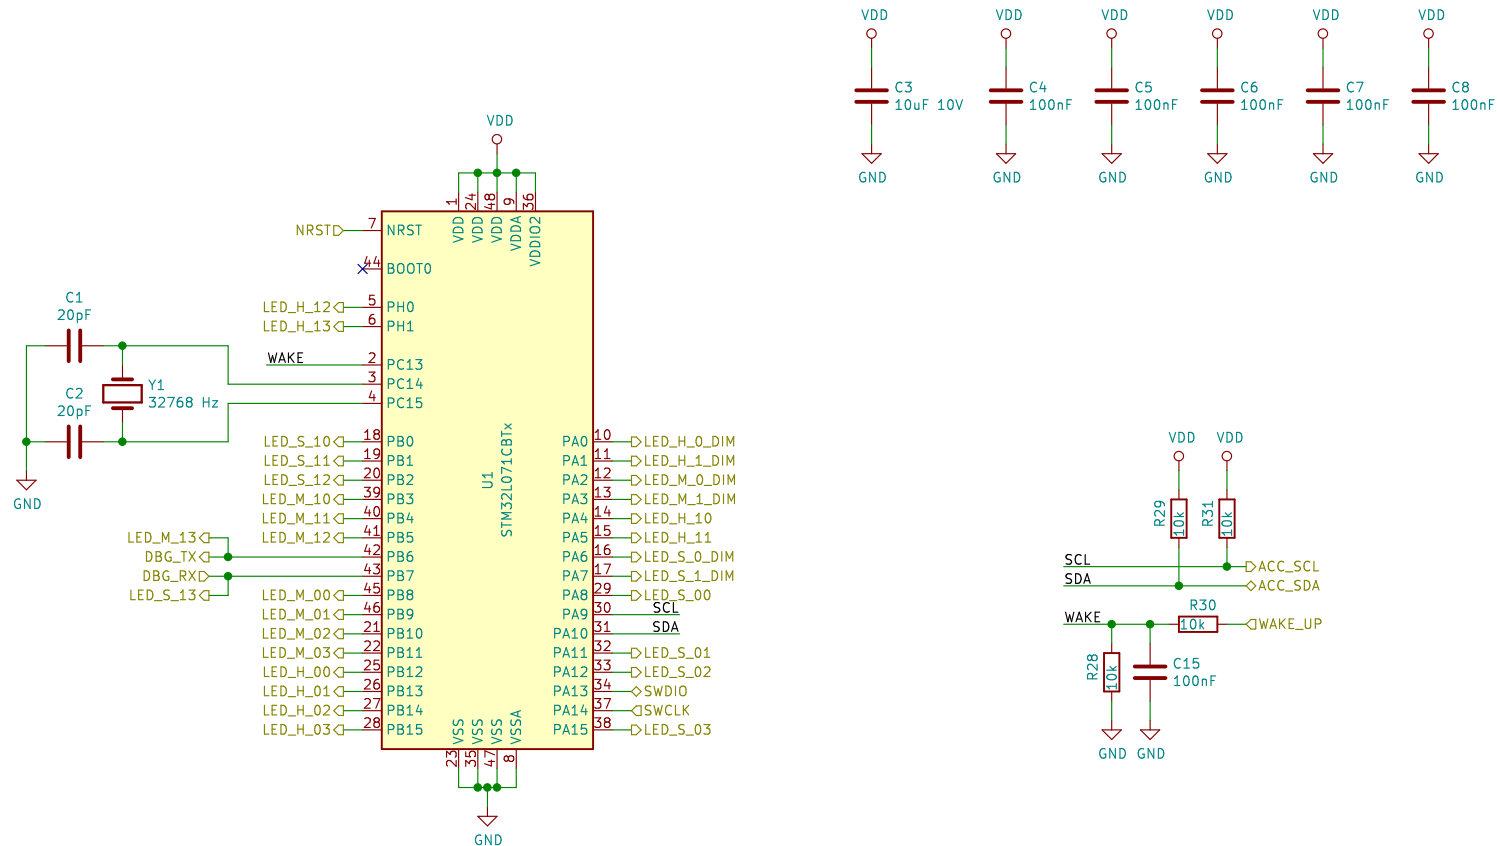 VDD VDD VDD VDD VDD VDD
C3 C4 C5 C6 C7 C8
10uF 10V 100nF 100nF 100nF 100nF 100nF
GND GND GND GND GND GND
VDD
1 24 48 9 36
VDD VDD VDD VDDA VDDIO2
NRST 7 NRST
44 BOOT0
LED_H_12 5 PH0
LED_H_13 6 PH1
WAKE 2 PC13
3 PC14
4 PC15
C1
20pF
Y1
32768 Hz
C2
20pF
GND
U1
STM32L071CBTx
LED_S_10 18 PB0
LED_S_11 19 PB1
LED_S_12 20 PB2
LED_M_10 39 PB3
LED_M_11 40 PB4
LED_M_12 41 PB5
LED_M_13
DBG_TX 42 PB6
DBG_RX 43 PB7
LED_S_13
LED_M_00 45 PB8
LED_M_01 46 PB9
LED_M_02 21 PB10
LED_M_03 22 PB11
LED_H_00 25 PB12
LED_H_01 26 PB13
LED_H_02 27 PB14
LED_H_03 28 PB15
PA0 10 LED_H_0_DIM
PA1 11 LED_H_1_DIM
PA2 12 LED_M_0_DIM
PA3 13 LED_M_1_DIM
PA4 14 LED_H_10
PA5 15 LED_H_11
PA6 16 LED_S_0_DIM
PA7 17 LED_S_1_DIM
PA8 29 LED_S_00
PA9 30 SCL
PA10 31 SDA
PA11 32 LED_S_01
PA12 33 LED_S_02
PA13 34 SWDIO
PA14 37 SWCLK
PA15 38 LED_S_03
VSS VSS VSS VSSA
23 35 47 8
GND
VDD VDD
R29 10k R31 10k
SCL ACC_SCL
SDA ACC_SDA
R30
WAKE 10k WAKE_UP
R28 10k
C15
100nF
GND GND